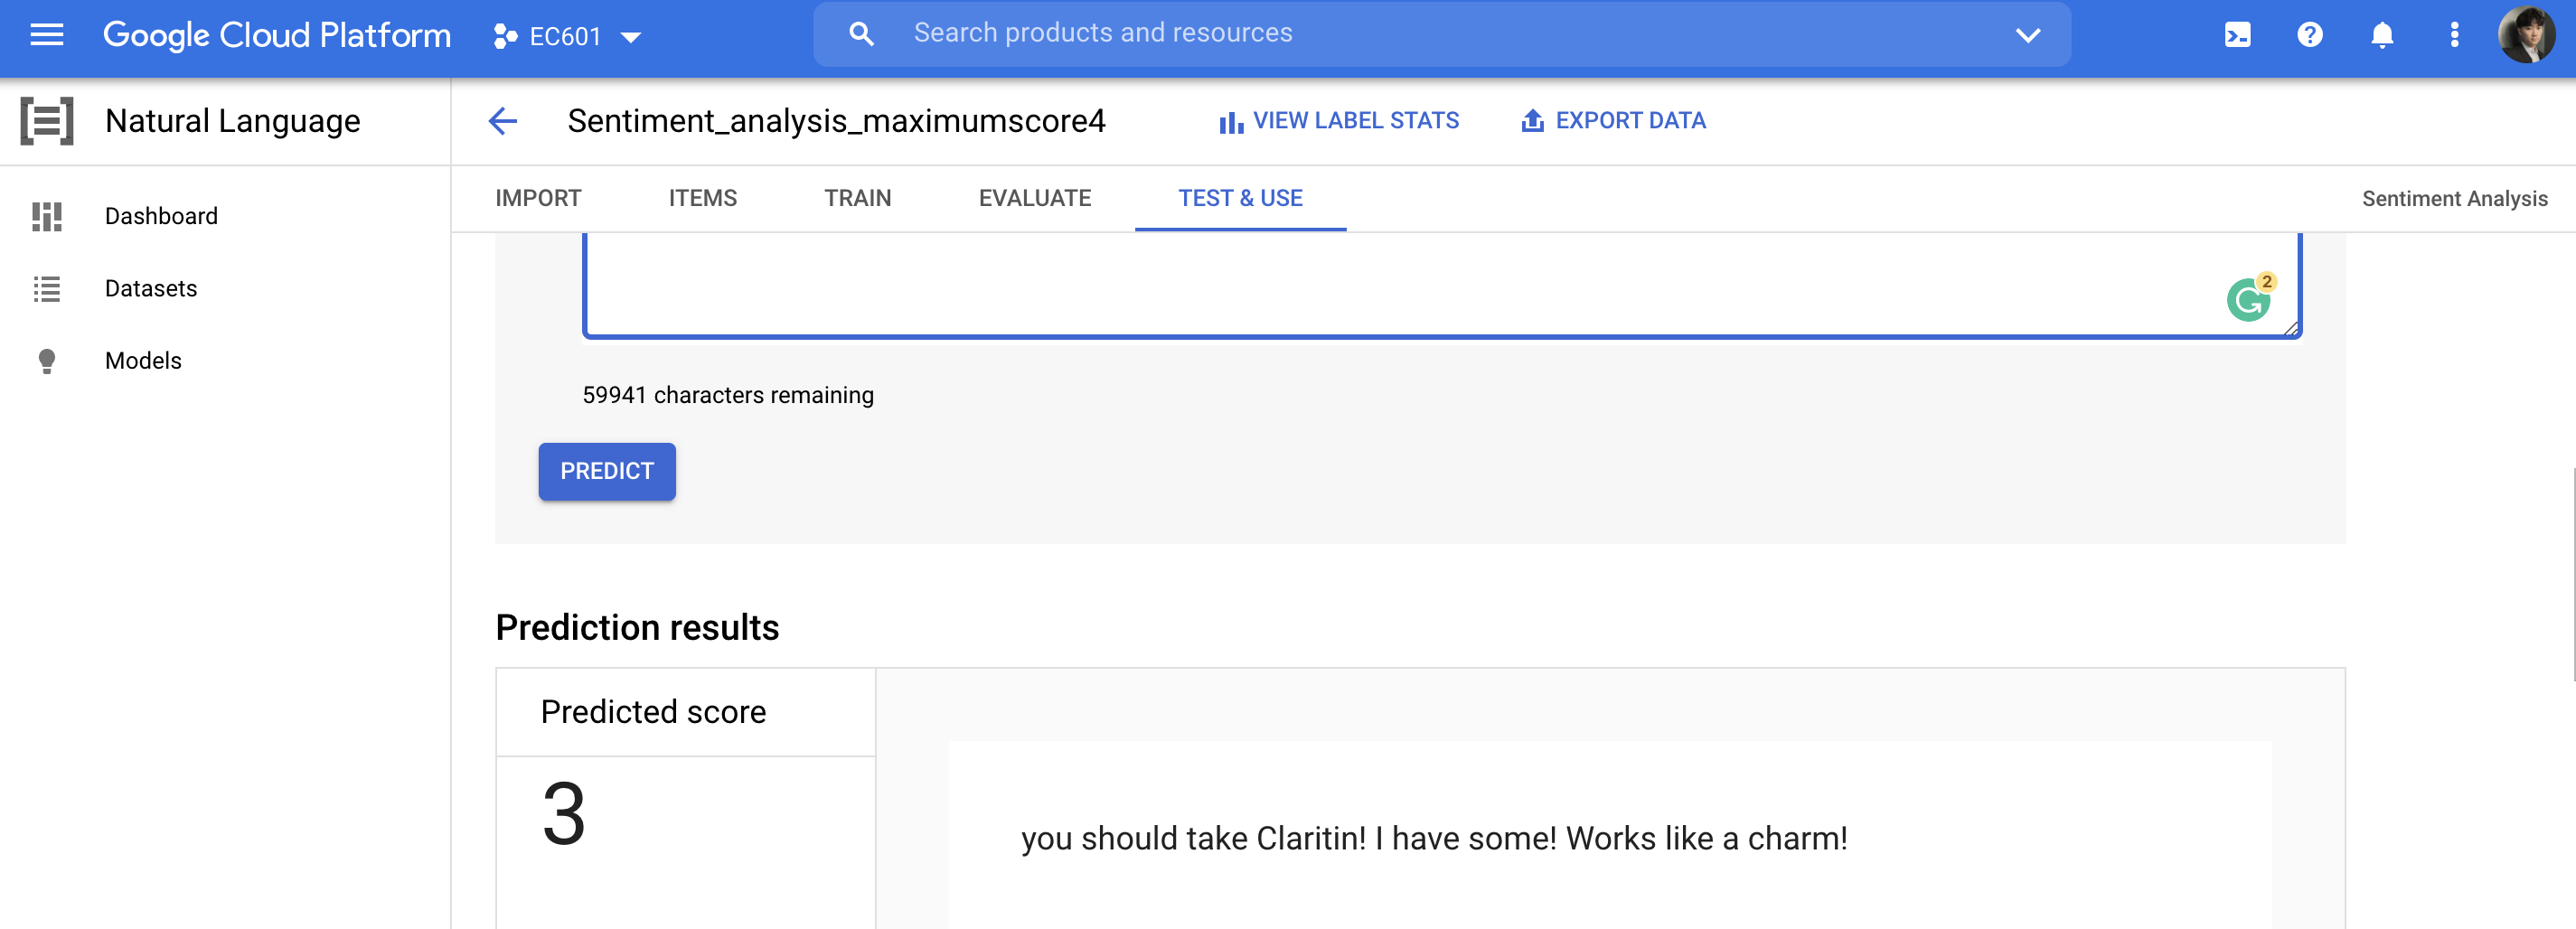 Google Cloud Platform
EC601
Search products and resources
Natural Language
Sentiment_analysis_maximumscore4
VIEW LABEL STATS
EXPORT DATA
Dashboard
Datasets
Models
IMPORT
ITEMS
TRAIN
EVALUATE
TEST & USE
Sentiment Analysis
2
59941 characters remaining
PREDICT
Prediction results
Predicted score
3
you should take Claritin! I have some! Works like a charm!